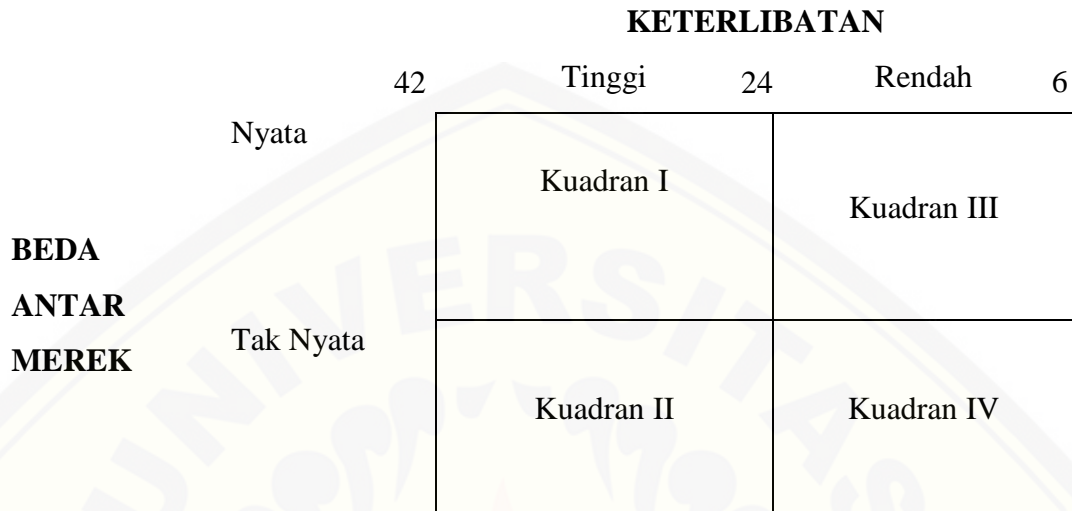 KETERLIBATAN
42 Tinggi 24 Rendah 6
Nyata
Kuadran I
Kuadran III
BEDA
ANTAR
MEREK
Tak Nyata
Kuadran II Kuadran IV
UNIVERSITAS